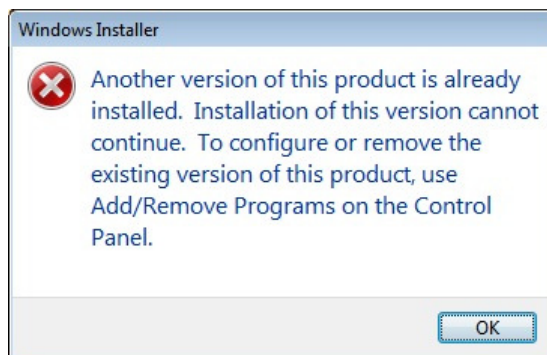 Windows Installer
Another version of this product is already
installed.  Installation of this version cannot
continue.  To configure or remove the
existing version of this product, use
Add/Remove Programs on the Control
Panel.
OK